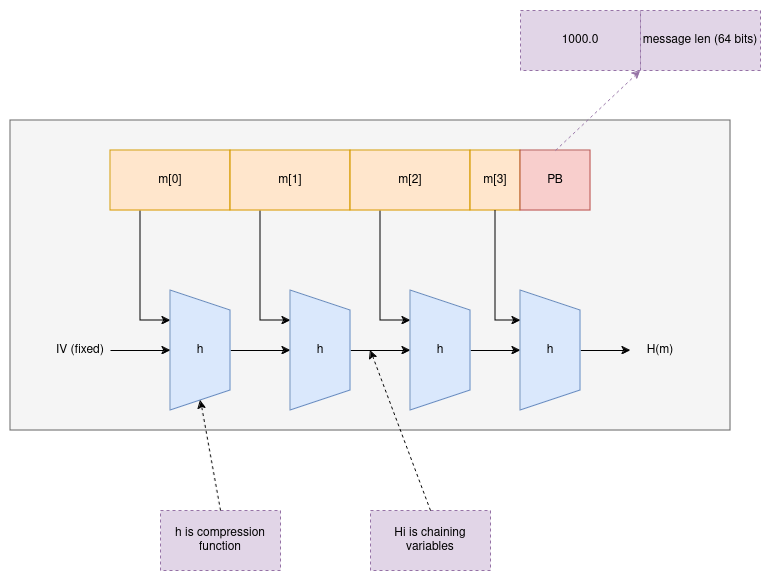 1000.0
message len (64 bits)
m[0]
m[1]
m[2]
m[3]
PB
IV (fixed)
h
h
h
h
H(m)
h is compression
function
Hi is chaining
variables